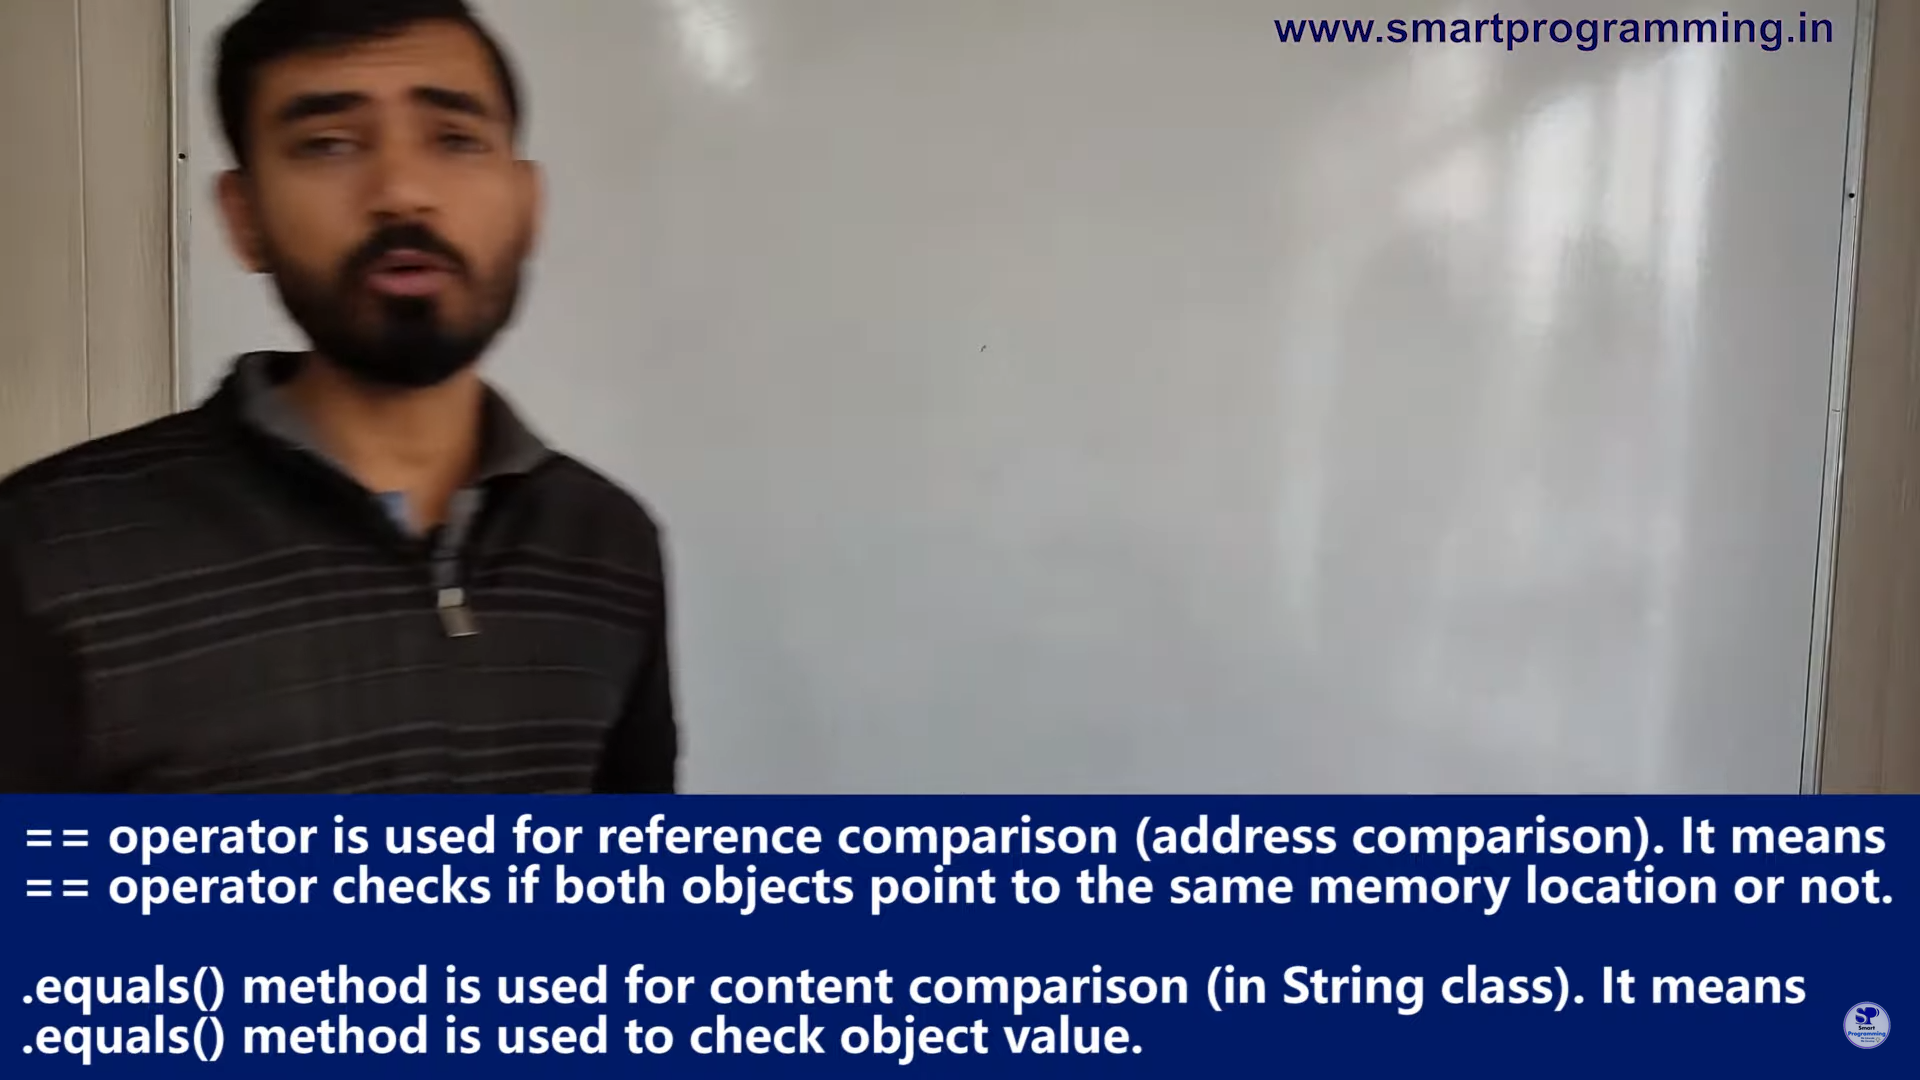 www.smartprogramming.in
== operator is used for reference comparison (address comparison). It means
== operator checks if both objects point to the same memory location or not.
.equals() method is used for content comparison (in String class). It means
.equals() method is used to check object value.
SP
Smart
Programming